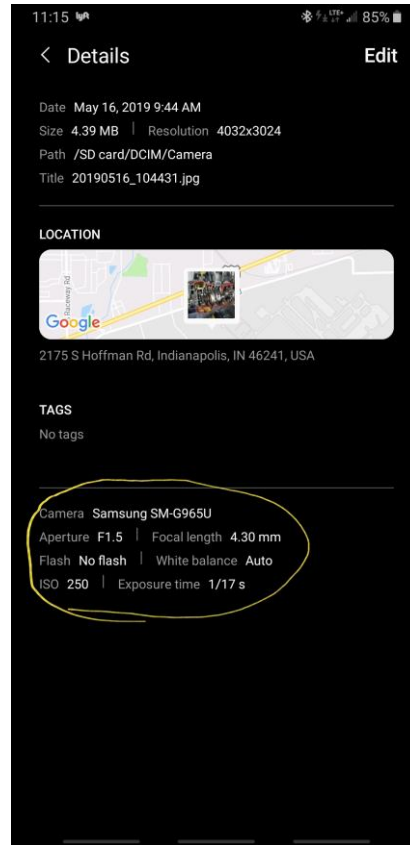 11:15 lyft LTE+ 85%
< Details Edit
Date May 16, 2019 9:44 AM
Size 4.39 MB | Resolution 4032x3024
Path /SD card/DCIM/Camera
Title 20190516_104431.jpg
LOCATION
Raceway Rd
Google
2175 S Hoffman Rd, Indianapolis, IN 46241, USA
TAGS
No tags
Camera Samsung SM-G965U
Aperture F1.5 | Focal length 4.30 mm
Flash No flash | White balance Auto
ISO 250 | Exposure time 1/17 s